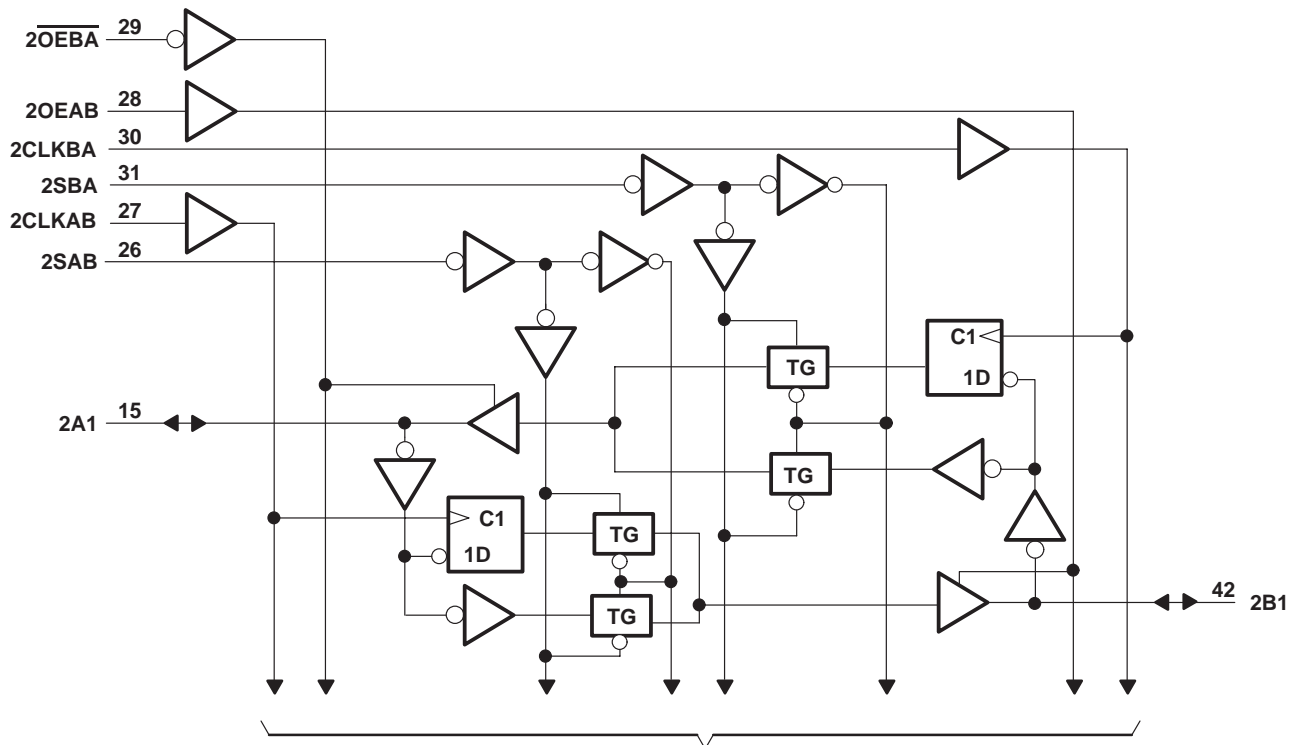 2O̅E̅B̅A̅ 29
2OEAB 28
2CLKBA 30
2SBA 31
2CLKAB 27
2SAB 26
C1
1D
TG
2A1 15
TG
C1
1D
TG
TG
42 2B1